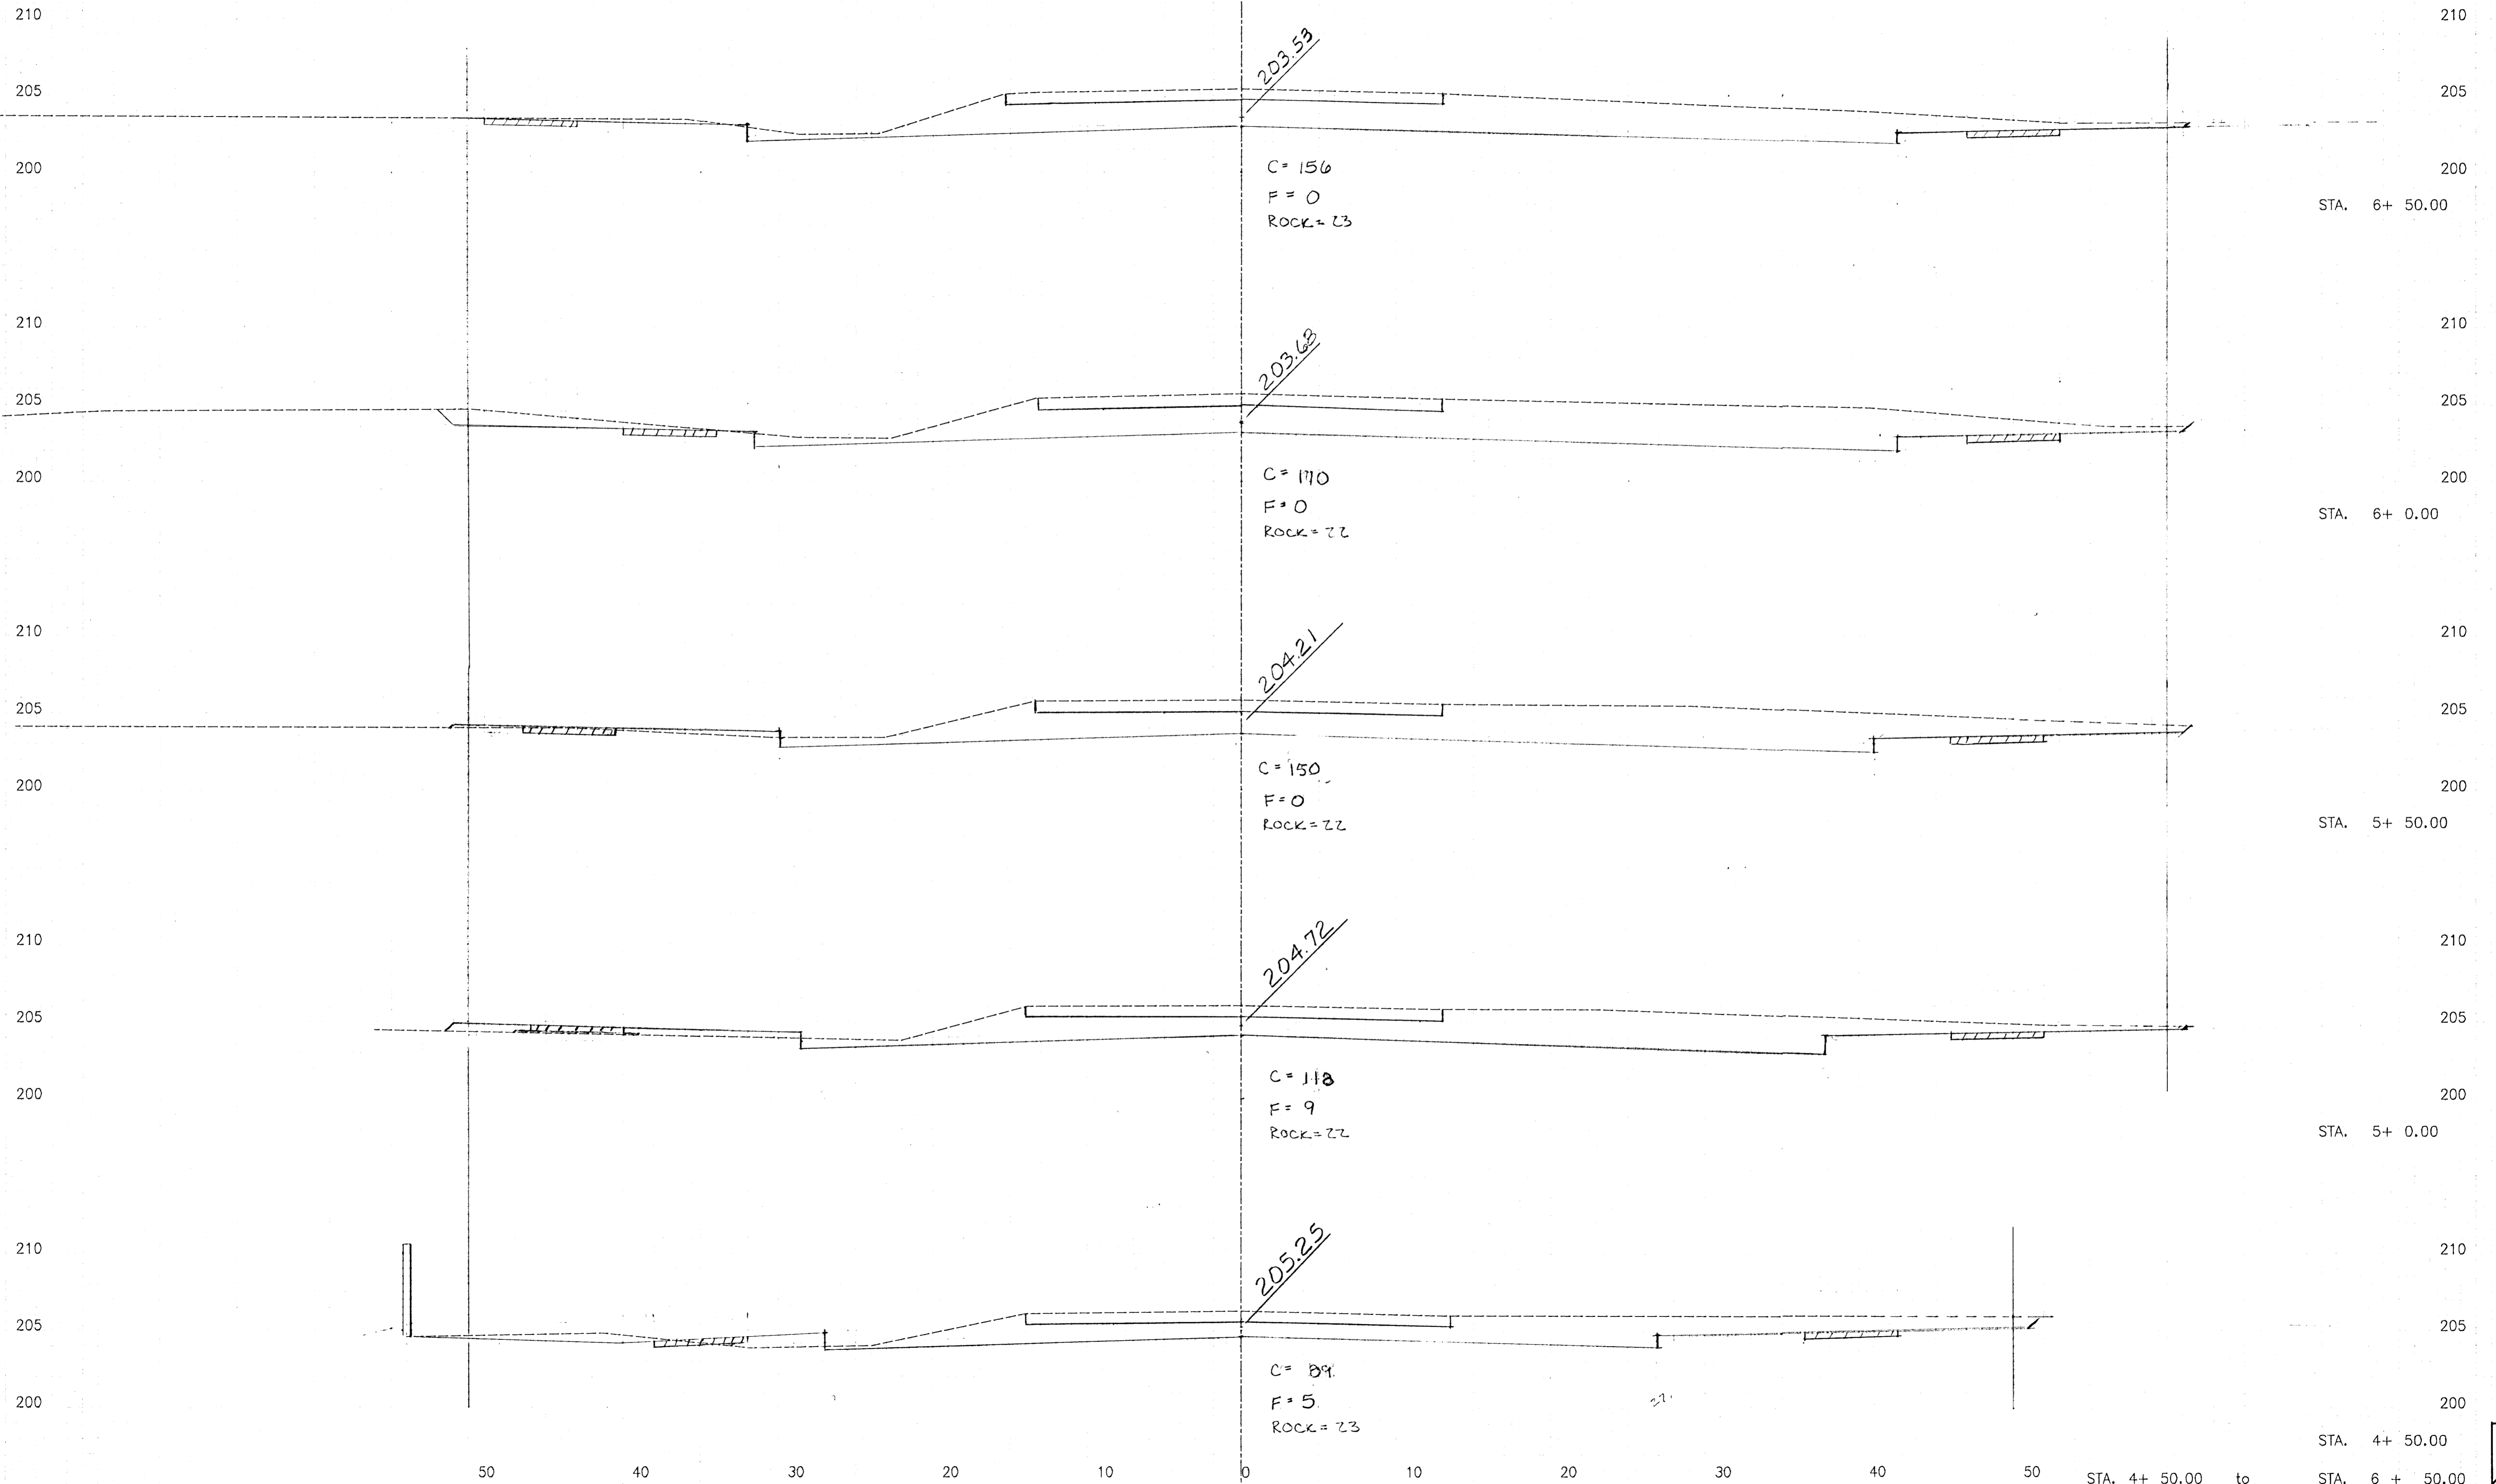 210 210
203.53
205 205
200 200
C = 156
F = 0
ROCK = 23
STA. 6+ 50.00
210 210
203.63
205 205
200 200
C = 170
F = 0
ROCK = 22
STA. 6+ 0.00
210 210
204.21
205 205
200 200
C = 150
F = 0
ROCK = 22
STA. 5+ 50.00
210 210
204.72
205 205
200 200
C = 118
F = 9
ROCK = 22
STA. 5+ 0.00
210 210
205.25
205 205
200 200
C = 89
F = 5
ROCK = 23
STA. 4+ 50.00
50 40 30 20 10 0 10 20 30 40 50
STA. 4+ 50.00 to STA. 6 + 50.00